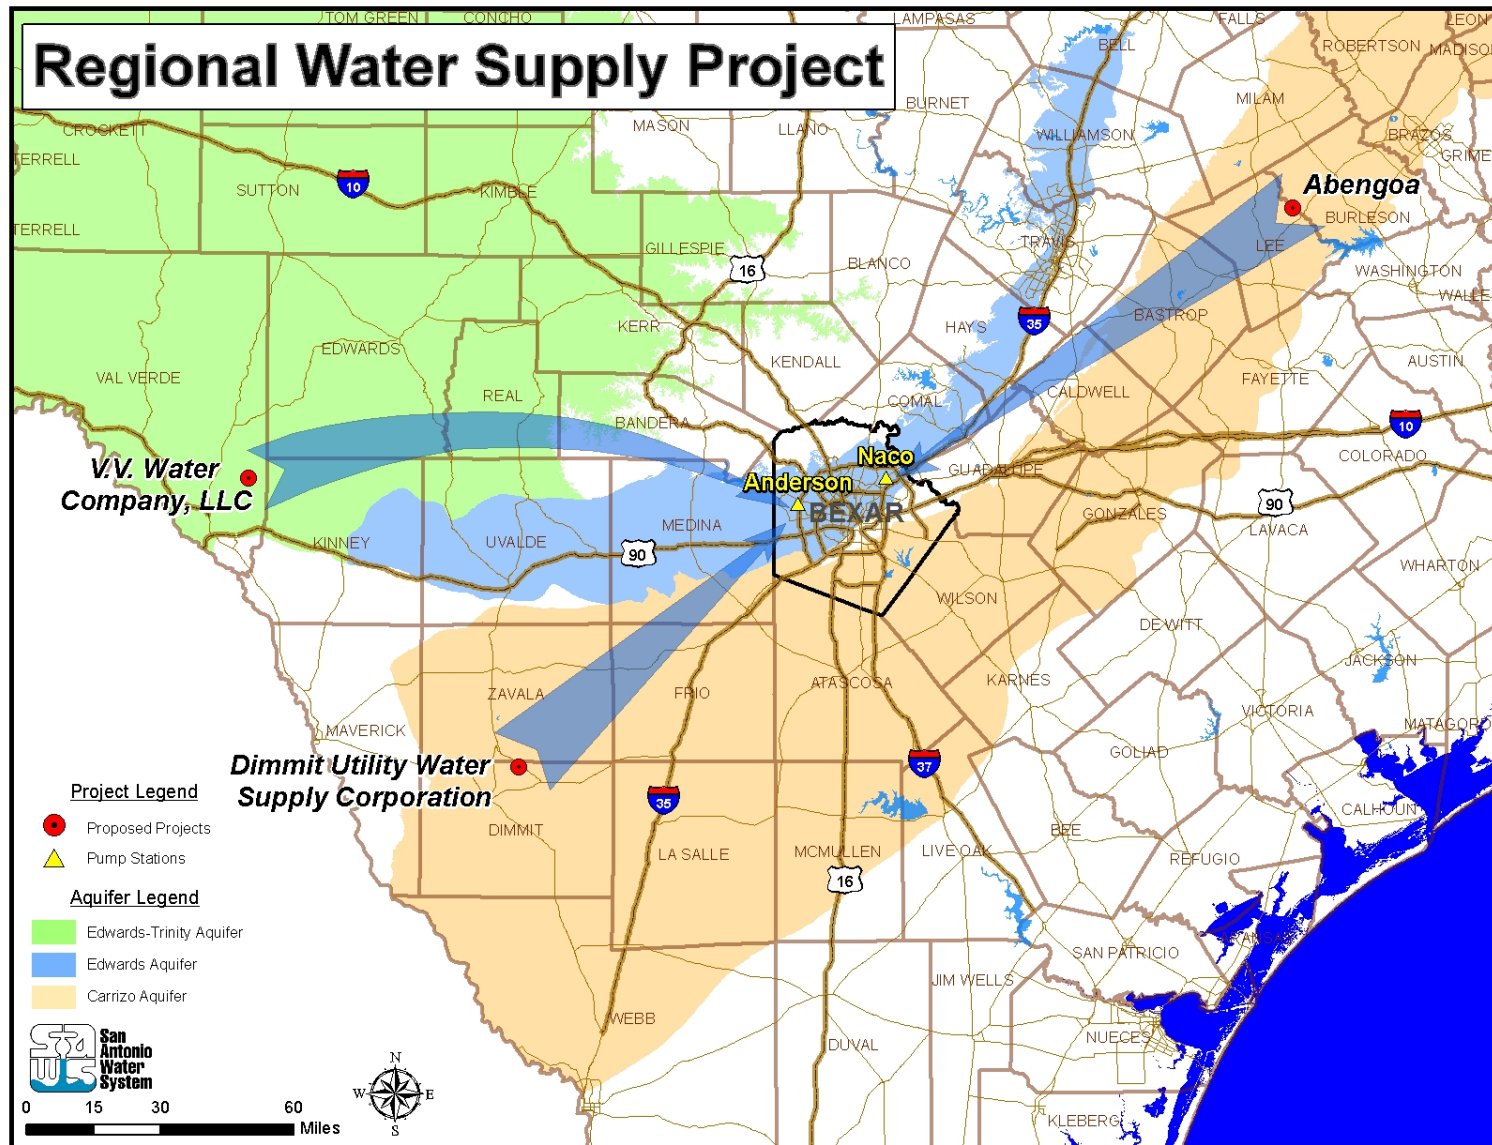 TOM GREEN
CONCHO
LAMPASAS
FALLS
LEON
Regional Water Supply Project
BELL
ROBERTSON
BURNET
MILAM
CROCKETT
MASON
LLANO
WILLIAMSON
BRAZOS
TERRELL
SUTTON
10
KIMBLE
Abengoa
BURLESON
TERRELL
GILLESPIE
TRAVIS
LEE
16
BLANCO
WASHINGTON
KERR
HAYS
35
BASTROP
EDWARDS
KENDALL
AUSTIN
VAL VERDE
REAL
COMAL
CALDWELL
FAYETTE
BANDERA
10
COLORADO
V.V. Water
Company, LLC
Naco
GUADALUPE
Anderson
BEXAR
GONZALES
90
LAVACA
KINNEY
UVALDE
MEDINA
90
WHARTON
WILSON
DE WITT
JACKSON
ZAVALA
FRIO
ATASCOSA
KARNES
MAVERICK
VICTORIA
GOLIAD
Dimmit Utility Water
Supply Corporation
37
35
DIMMIT
LA SALLE
MCMULLEN
LIVE OAK
BEE
CALHOUN
REFUGIO
16
Project Legend
Proposed Projects
Pump Stations
Aquifer Legend
Edwards-Trinity Aquifer
Edwards Aquifer
Carrizo Aquifer
SAN PATRICIO
JIM WELLS
WEBB
DUVAL
NUECES
KLEBERG
San
Antonio
Water
System
N
W E
S
0 15 30 60
Miles